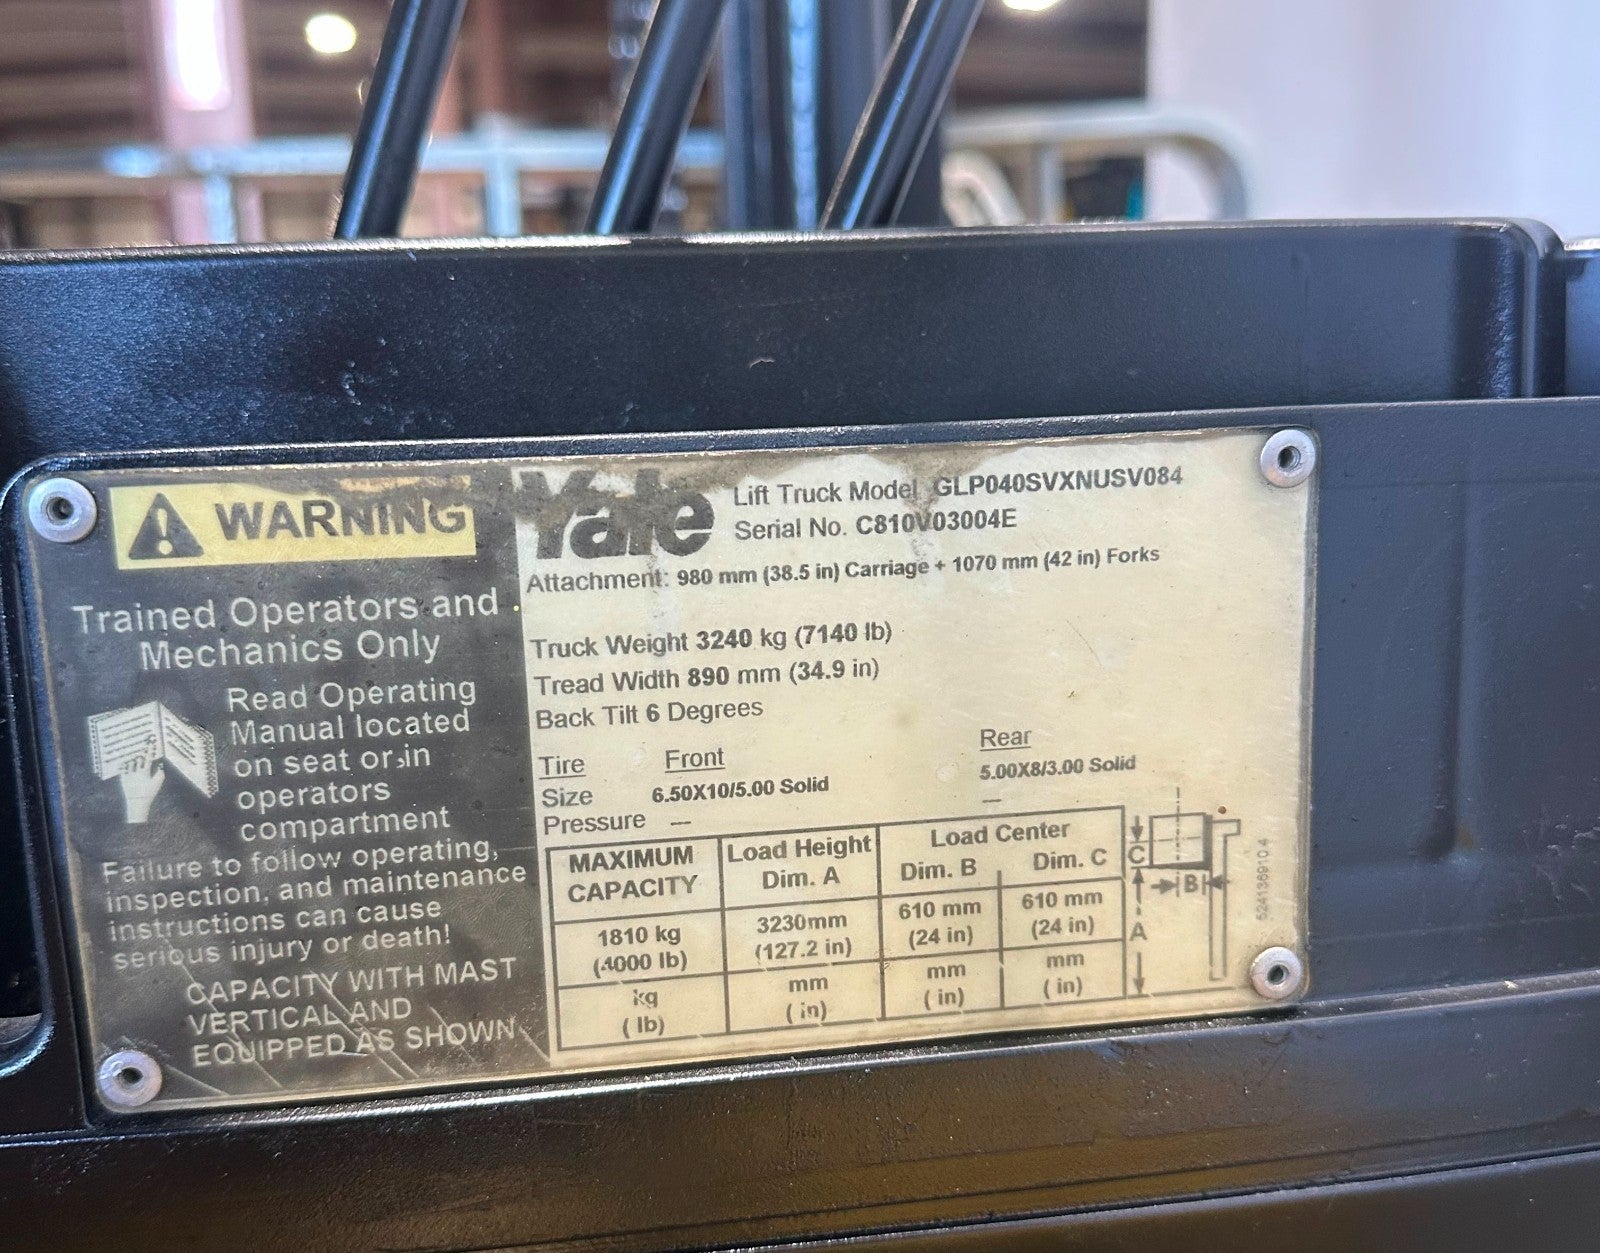 WARNING
Trained Operators and
Mechanics Only
Read Operating
Manual located
on seat or in
operators
compartment
Failure to follow operating,
inspection, and maintenance
instructions can cause
serious injury or death!
CAPACITY WITH MAST
VERTICAL AND
EQUIPPED AS SHOWN
Yale
Lift Truck Model GLP040SVXNUSV084
Serial No. C810V03004E
Attachment: 980 mm (38.5 in) Carriage + 1070 mm (42 in) Forks
Truck Weight 3240 kg (7140 lb)
Tread Width 890 mm (34.9 in)
Back Tilt 6 Degrees
Tire Front Rear
Size 6.50X10/5.00 Solid 5.00X8/3.00 Solid
Pressure — —
MAXIMUM CAPACITY Load Height Dim. A Load Center Dim. B Dim. C
1810 kg 3230mm 610 mm 610 mm
(4000 lb) (127.2 in) (24 in) (24 in)
kg mm mm mm
( lb) ( in) ( in) ( in)
C
B
A
524136910 4